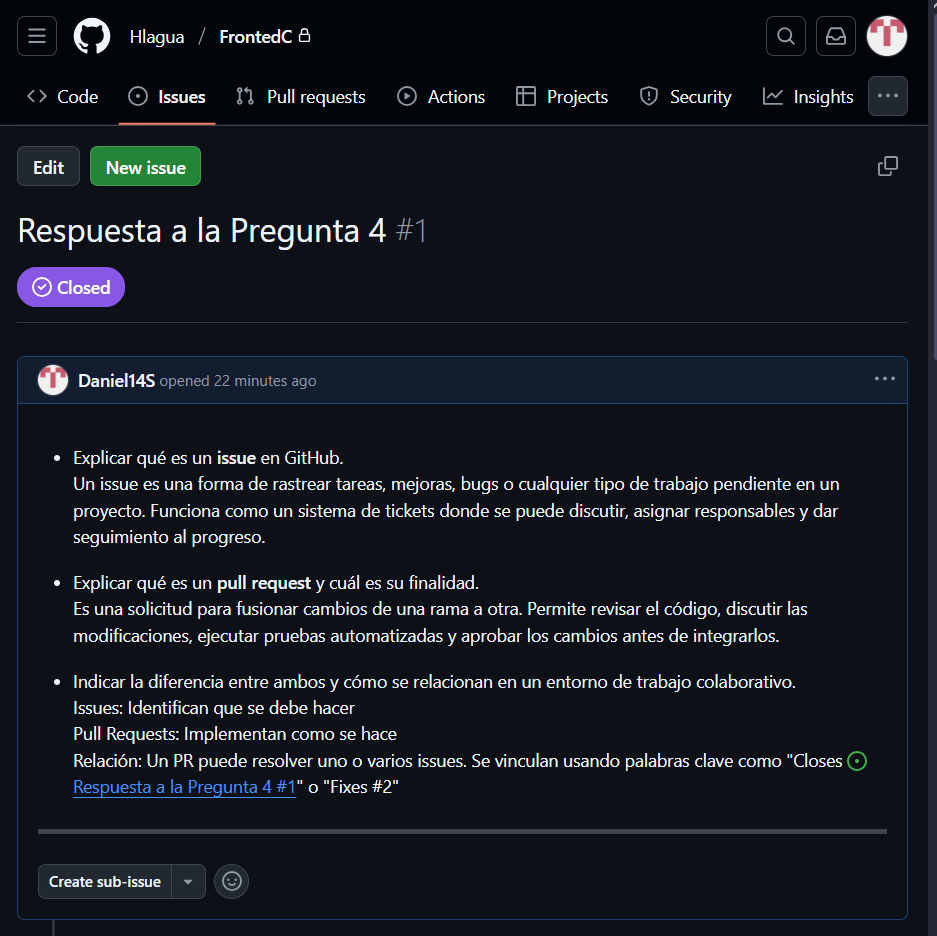 Hlagua / FrontedC
Code Issues Pull requests Actions Projects Security Insights
Edit New issue
Respuesta a la Pregunta 4 #1
Closed
Daniel14S opened 22 minutes ago
• Explicar qué es un issue en GitHub.
Un issue es una forma de rastrear tareas, mejoras, bugs o cualquier tipo de trabajo pendiente en un
proyecto. Funciona como un sistema de tickets donde se puede discutir, asignar responsables y dar
seguimiento al progreso.
• Explicar qué es un pull request y cuál es su finalidad.
Es una solicitud para fusionar cambios de una rama a otra. Permite revisar el código, discutir las
modificaciones, ejecutar pruebas automatizadas y aprobar los cambios antes de integrarlos.
• Indicar la diferencia entre ambos y cómo se relacionan en un entorno de trabajo colaborativo.
Issues: Identifican que se debe hacer
Pull Requests: Implementan como se hace
Relación: Un PR puede resolver uno o varios issues. Se vinculan usando palabras clave como "Closes
Respuesta a la Pregunta 4 #1" o "Fixes #2"
Create sub-issue